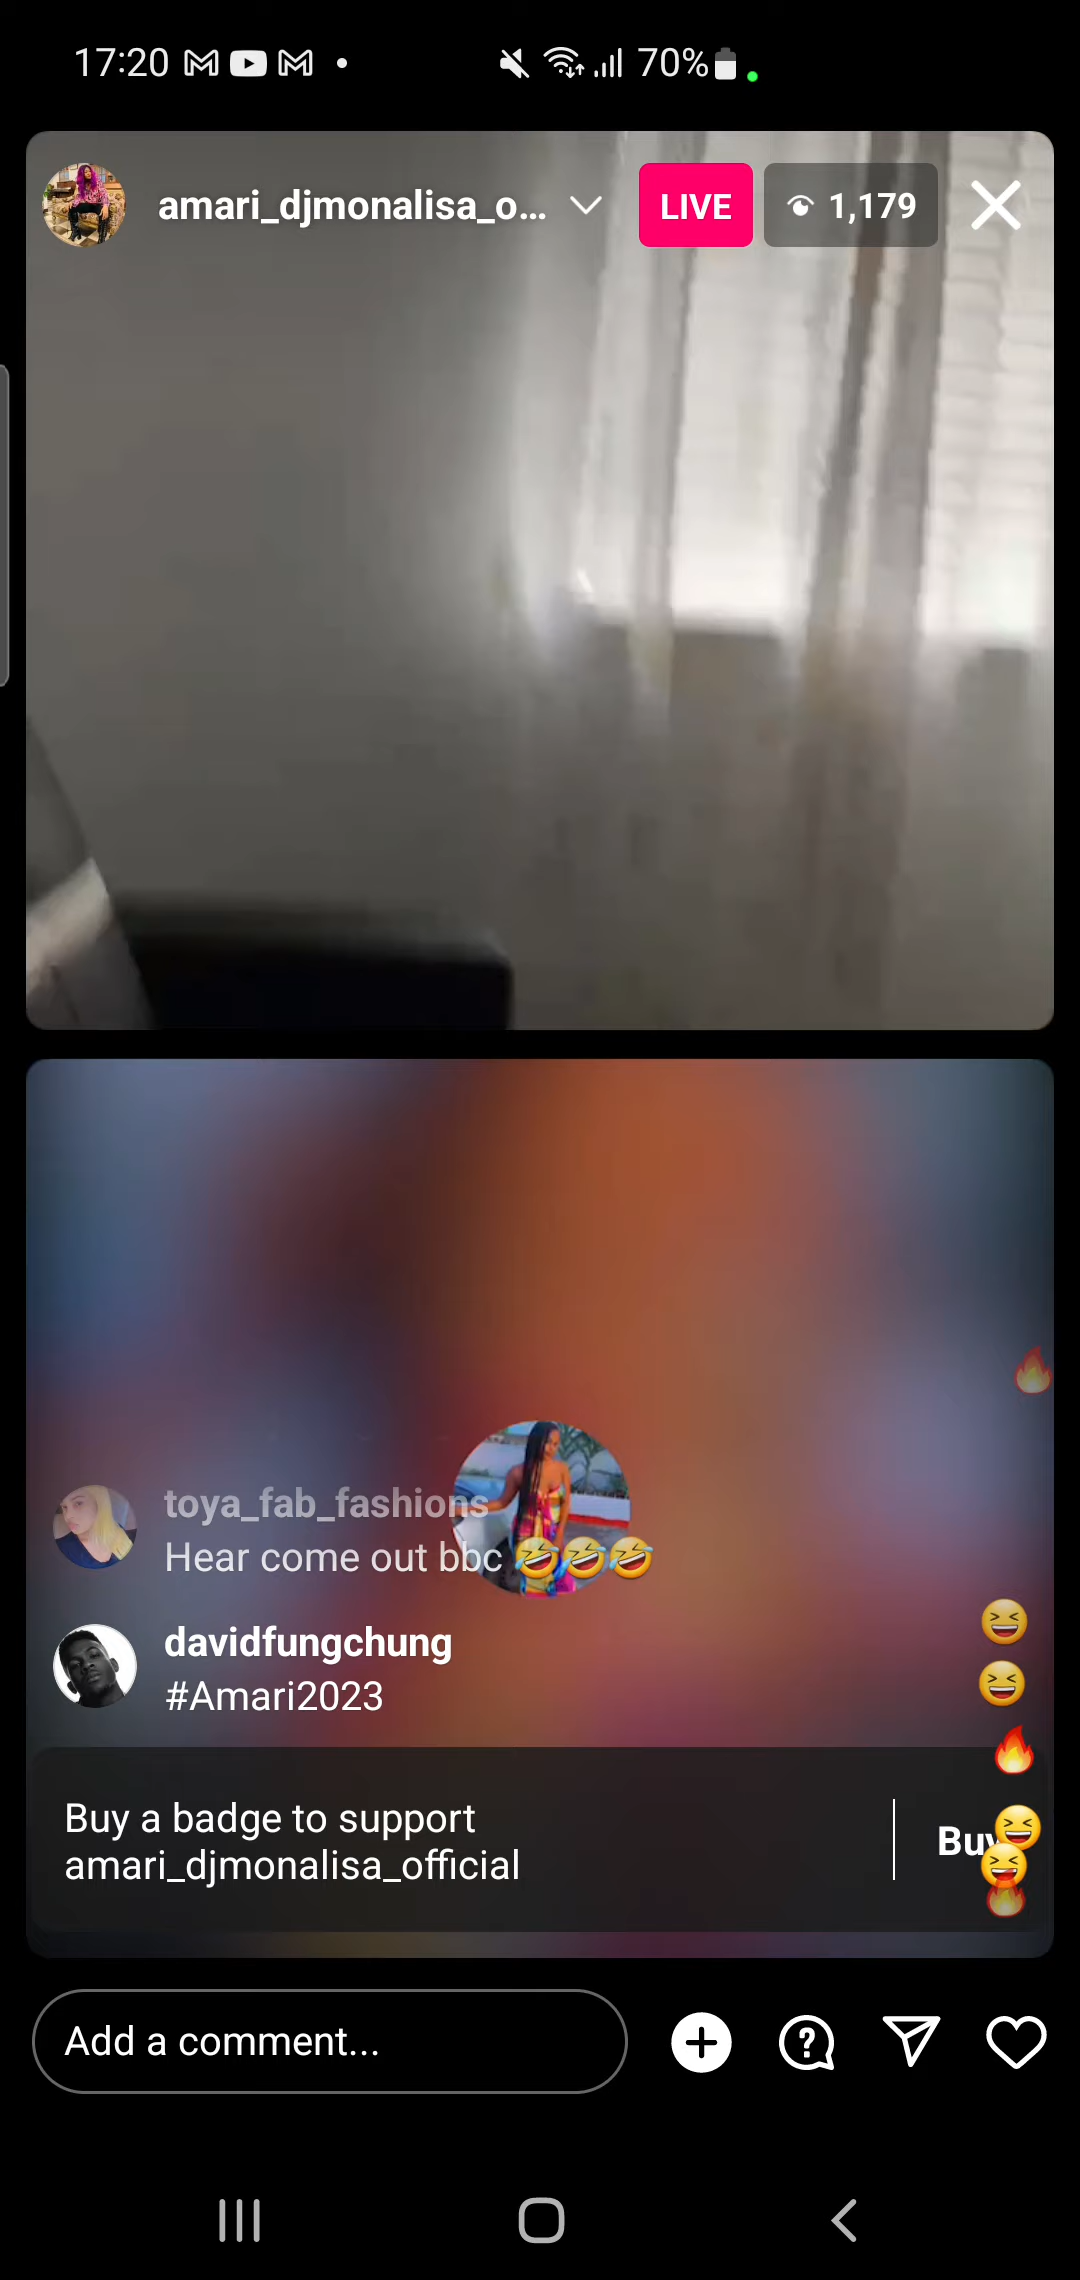 17:20 70%
amari_djmonalisa_o... LIVE 1,179
toya_fab_fashions
Hear come out bbc 🤣🤣🤣
davidfungchung
#Amari2023
Buy a badge to support
amari_djmonalisa_official
Buy
Add a comment...